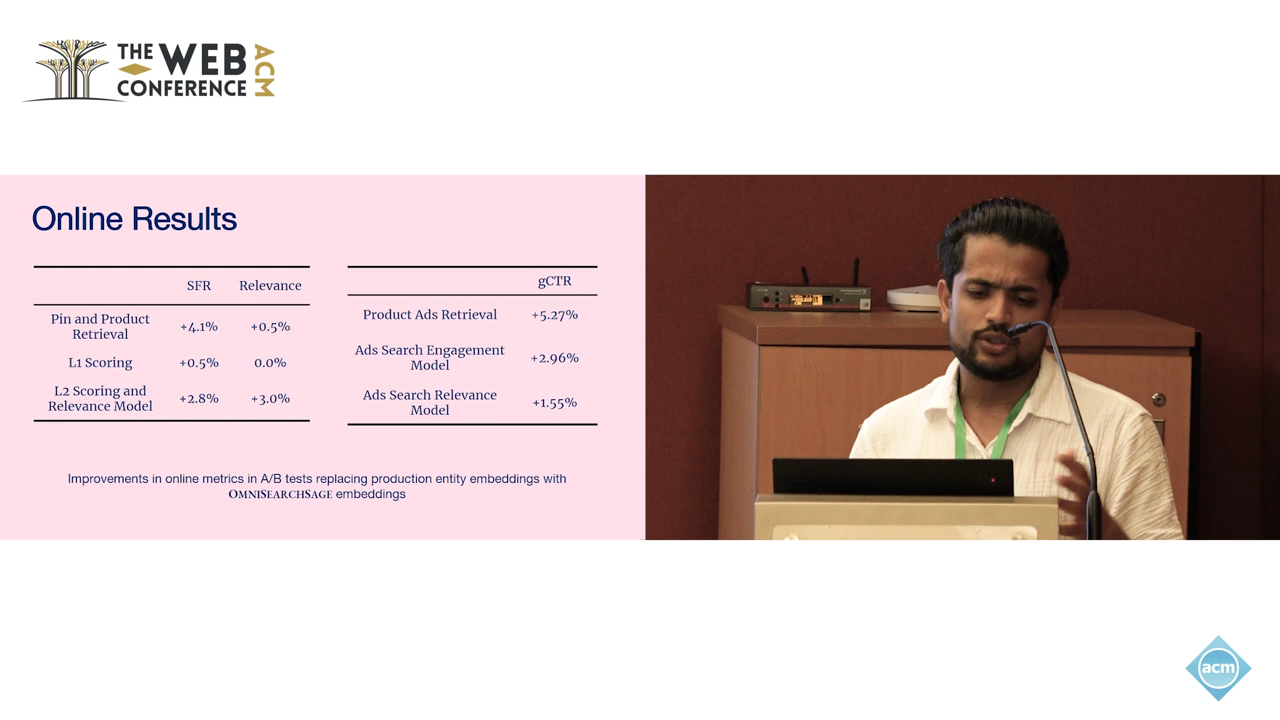 THE WEB
CONFERENCE
ACM
Online Results
SFR Relevance
Pin and Product
Retrieval
+4.1% +0.5%
L1 Scoring +0.5% 0.0%
L2 Scoring and
Relevance Model
+2.8% +3.0%
gCTR
Product Ads Retrieval +5.27%
Ads Search Engagement
Model
+2.96%
Ads Search Relevance
Model
+1.55%
Improvements in online metrics in A/B tests replacing production entity embeddings with
OMNISEARCHSAGE embeddings
acm